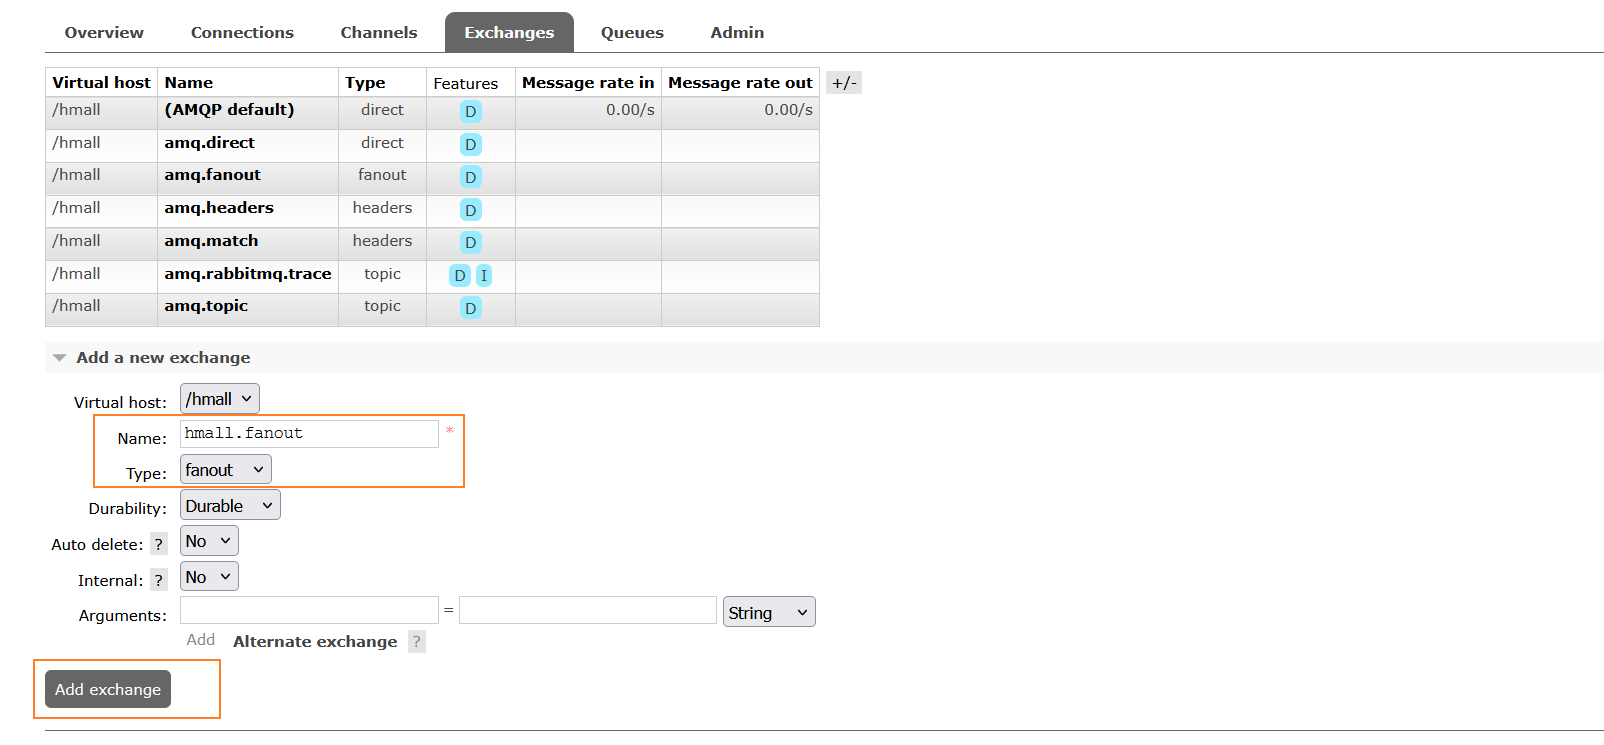 Overview Connections Channels Exchanges Queues Admin
Virtual host Name Type Features Message rate in Message rate out +/-
/hmall (AMQP default) direct D 0.00/s 0.00/s
/hmall amq.direct direct D
/hmall amq.fanout fanout D
/hmall amq.headers headers D
/hmall amq.match headers D
/hmall amq.rabbitmq.trace topic D I
/hmall amq.topic topic D
Add a new exchange
Virtual host: /hmall
Name: hmall.fanout *
Type: fanout
Durability: Durable
Auto delete: ? No
Internal: ? No
Arguments: = String
Add Alternate exchange ?
Add exchange